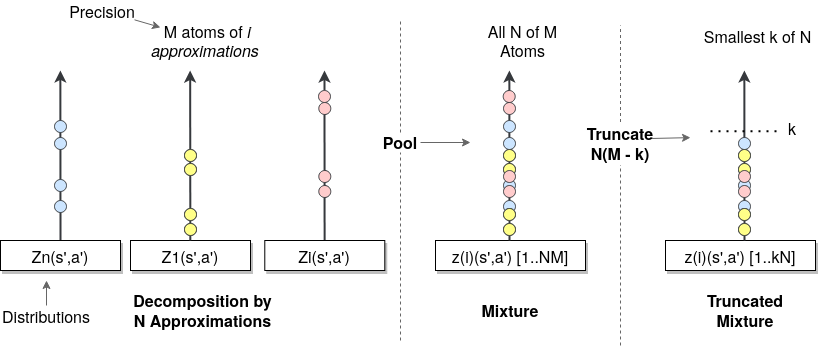 Precision
M atoms of i
approximations
All N of M
Atoms
Smallest k of N
Pool
Truncate
N(M - k)
k
Zn(s',a')
Z1(s',a')
Zl(s',a')
z(l)(s',a') [1..NM]
z(l)(s',a') [1..kN]
Distributions
Decomposition by
N Approximations
Mixture
Truncated
Mixture